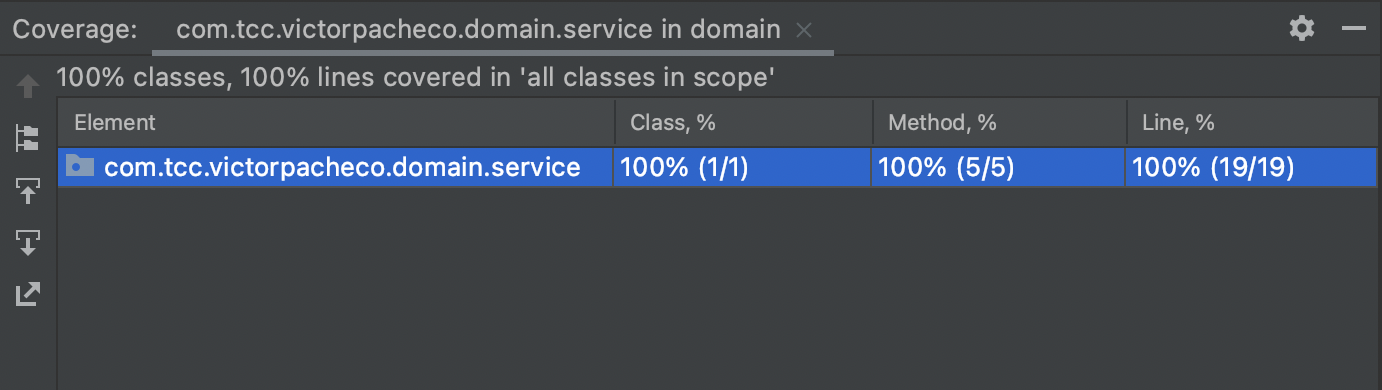 Coverage: com.tcc.victorpacheco.domain.service in domain
100% classes, 100% lines covered in 'all classes in scope'
Element Class, % Method, % Line, %
com.tcc.victorpacheco.domain.service 100% (1/1) 100% (5/5) 100% (19/19)